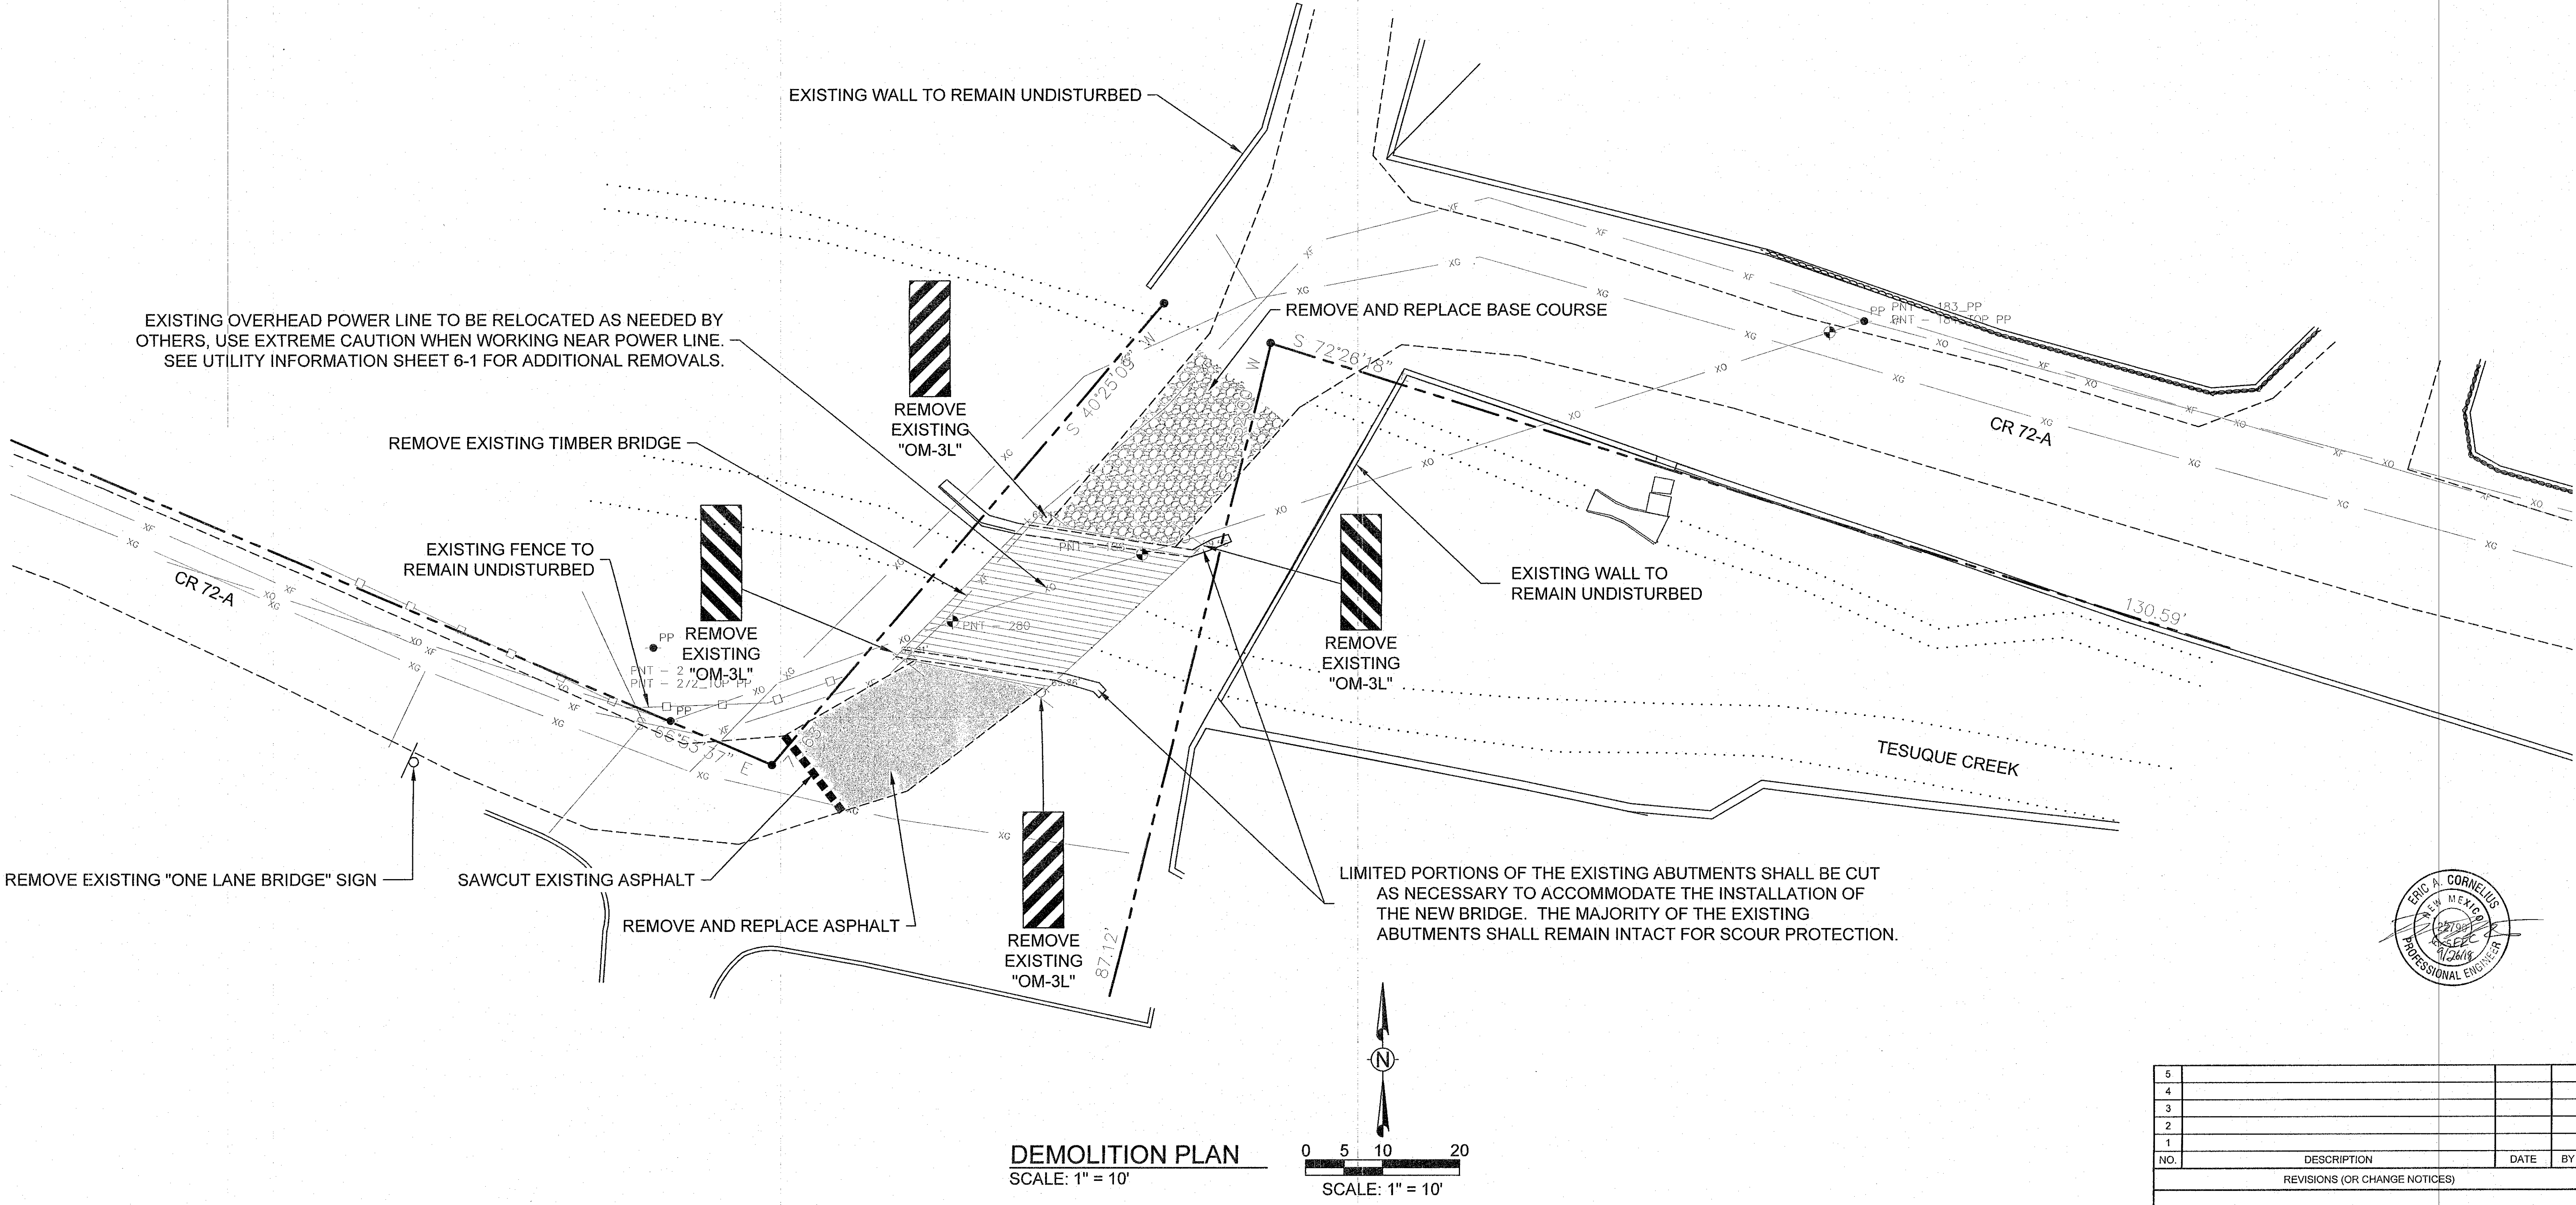 EXISTING WALL TO REMAIN UNDISTURBED
EXISTING OVERHEAD POWER LINE TO BE RELOCATED AS NEEDED BY
OTHERS, USE EXTREME CAUTION WHEN WORKING NEAR POWER LINE.
SEE UTILITY INFORMATION SHEET 6-1 FOR ADDITIONAL REMOVALS.
REMOVE AND REPLACE BASE COURSE
REMOVE
EXISTING
"OM-3L"
S 40°25'09" W
S 72°26'18"
W
PP
PNT - 183_PP
REMOVE EXISTING TIMBER BRIDGE
CR 72-A
EXISTING FENCE TO
REMAIN UNDISTURBED
CR 72-A
REMOVE
EXISTING
"OM-3L"
PP
PNT - 280
EXISTING WALL TO
REMAIN UNDISTURBED
REMOVE
EXISTING
"OM-3L"
130.59'
PP
TESUQUE CREEK
REMOVE EXISTING "ONE LANE BRIDGE" SIGN
SAWCUT EXISTING ASPHALT
REMOVE AND REPLACE ASPHALT
REMOVE
EXISTING
"OM-3L"
87.12'
LIMITED PORTIONS OF THE EXISTING ABUTMENTS SHALL BE CUT
AS NECESSARY TO ACCOMMODATE THE INSTALLATION OF
THE NEW BRIDGE. THE MAJORITY OF THE EXISTING
ABUTMENTS SHALL REMAIN INTACT FOR SCOUR PROTECTION.
ERIC A. CORNELIUS
NEW MEXICO
22790
9/26/18
PROFESSIONAL ENGINEER
N
DEMOLITION PLAN
SCALE: 1" = 10'
0 5 10 20
SCALE: 1" = 10'
5
4
3
2
1
NO. DESCRIPTION DATE BY
REVISIONS (OR CHANGE NOTICES)